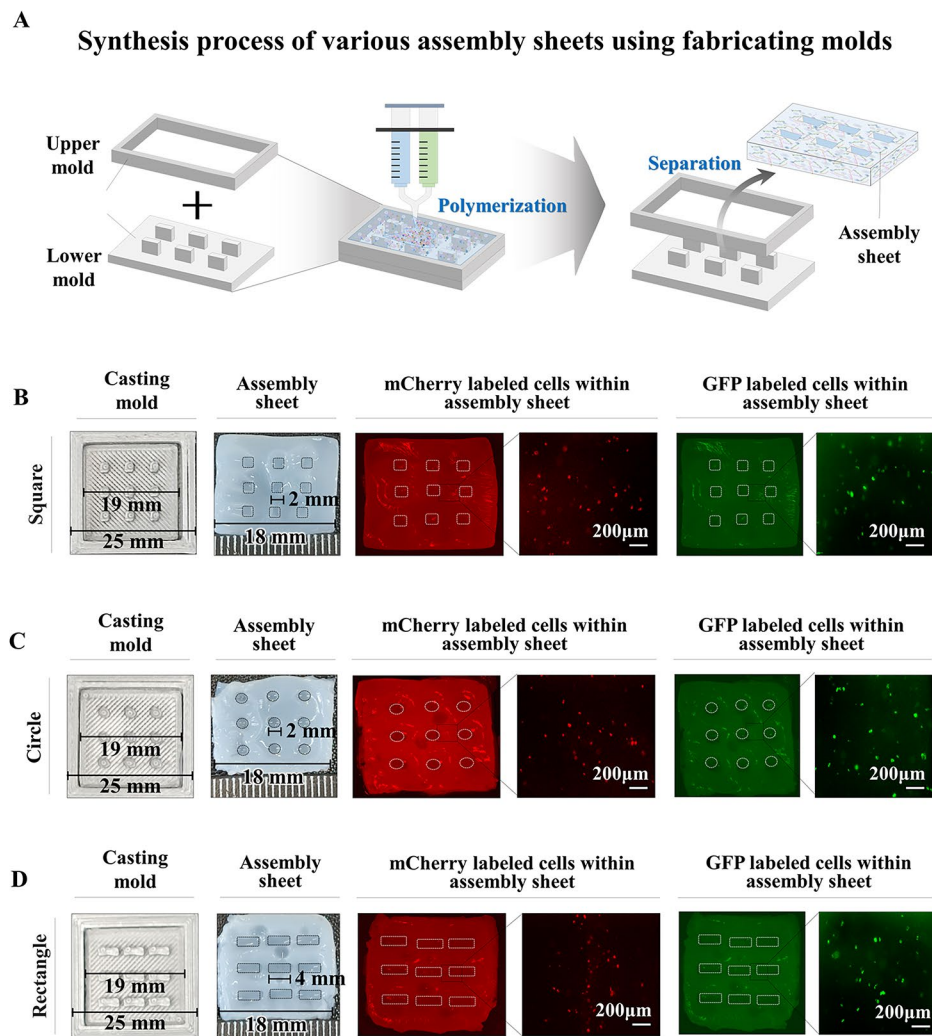 A
Synthesis process of various assembly sheets using fabricating molds
Upper
mold
+
Lower
mold
Polymerization
Separation
Assembly
sheet
B
Casting
mold
Assembly
sheet
mCherry labeled cells within
assembly sheet
GFP labeled cells within
assembly sheet
Square
19 mm
25 mm
2 mm
18 mm
200μm
200μm
C
Casting
mold
Assembly
sheet
mCherry labeled cells within
assembly sheet
GFP labeled cells within
assembly sheet
Circle
19 mm
25 mm
2 mm
18 mm
200μm
200μm
D
Casting
mold
Assembly
sheet
mCherry labeled cells within
assembly sheet
GFP labeled cells within
assembly sheet
Rectangle
19 mm
25 mm
4 mm
18 mm
200μm
200μm